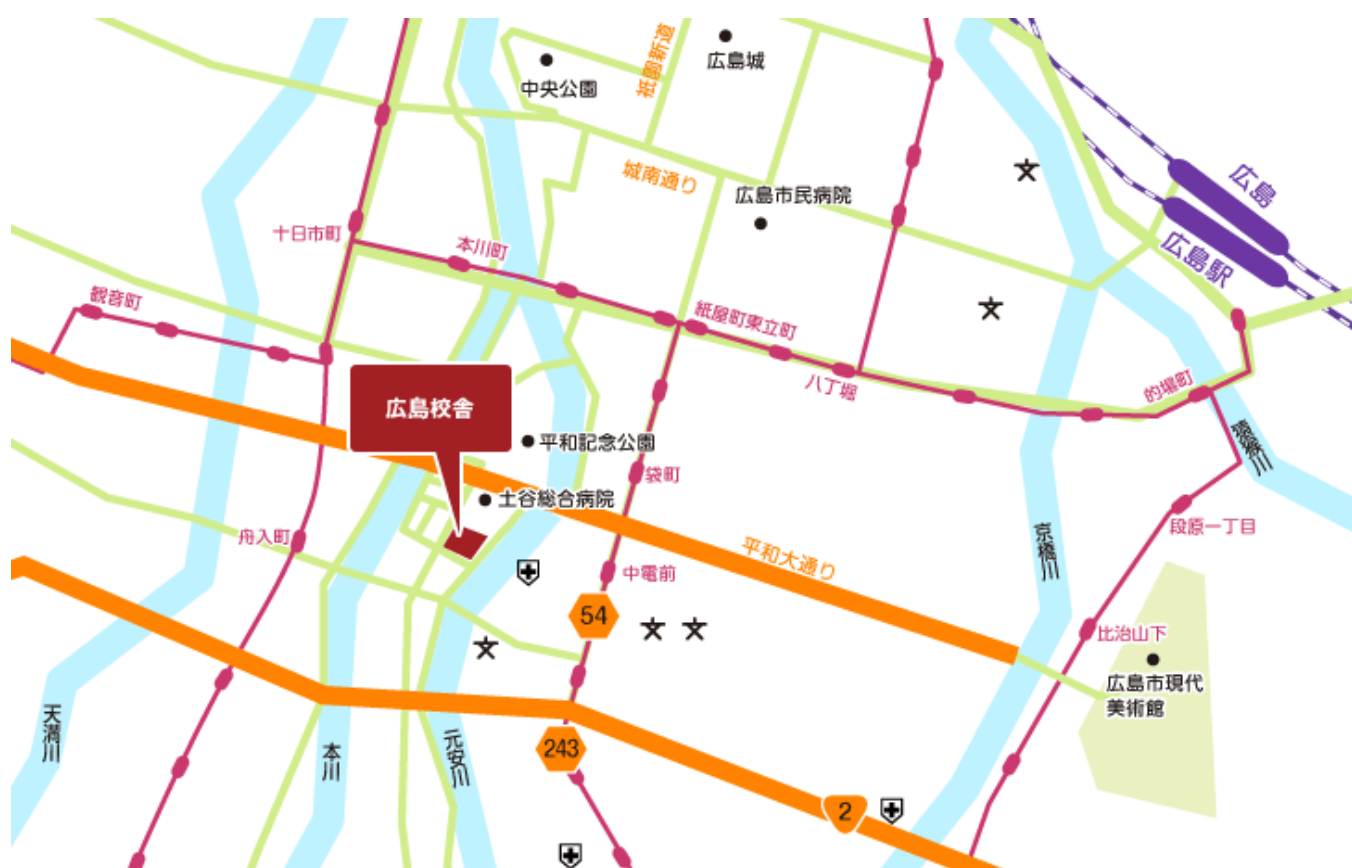 広島城
中央公園
祇園新道
城南通り
広島市民病院
広島
広島駅
十日市町
本川町
観音町
紙屋町東立町
八丁堀
的場町
猿猴川
広島校舎
平和記念公園
袋町
土谷総合病院
段原一丁目
舟入町
京橋川
平和大通り
中電前
54
比治山下
広島市現代
美術館
天満川
本川
元安川
243
2